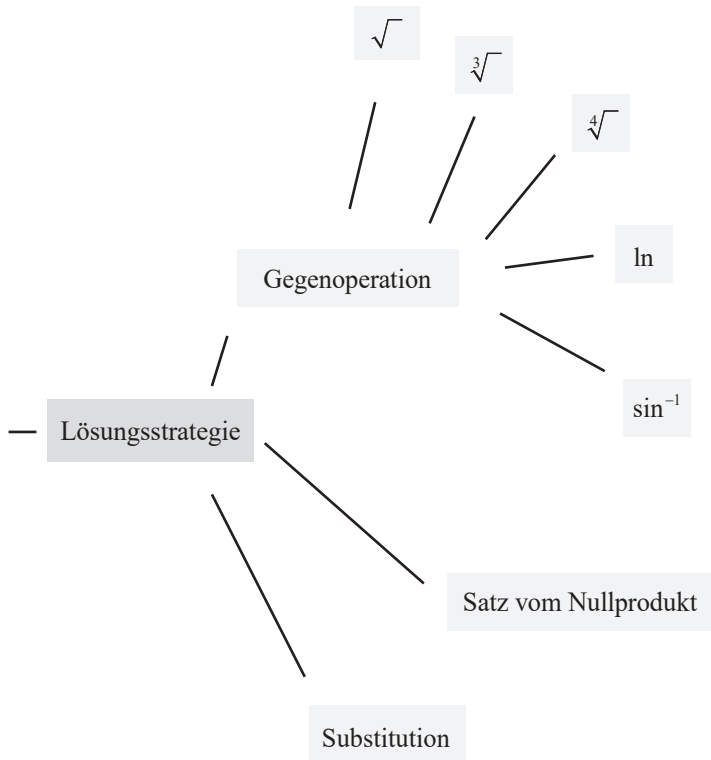 √
∛
∜
Gegenoperation
ln
sin⁻¹
Lösungsstrategie
Satz vom Nullprodukt
Substitution